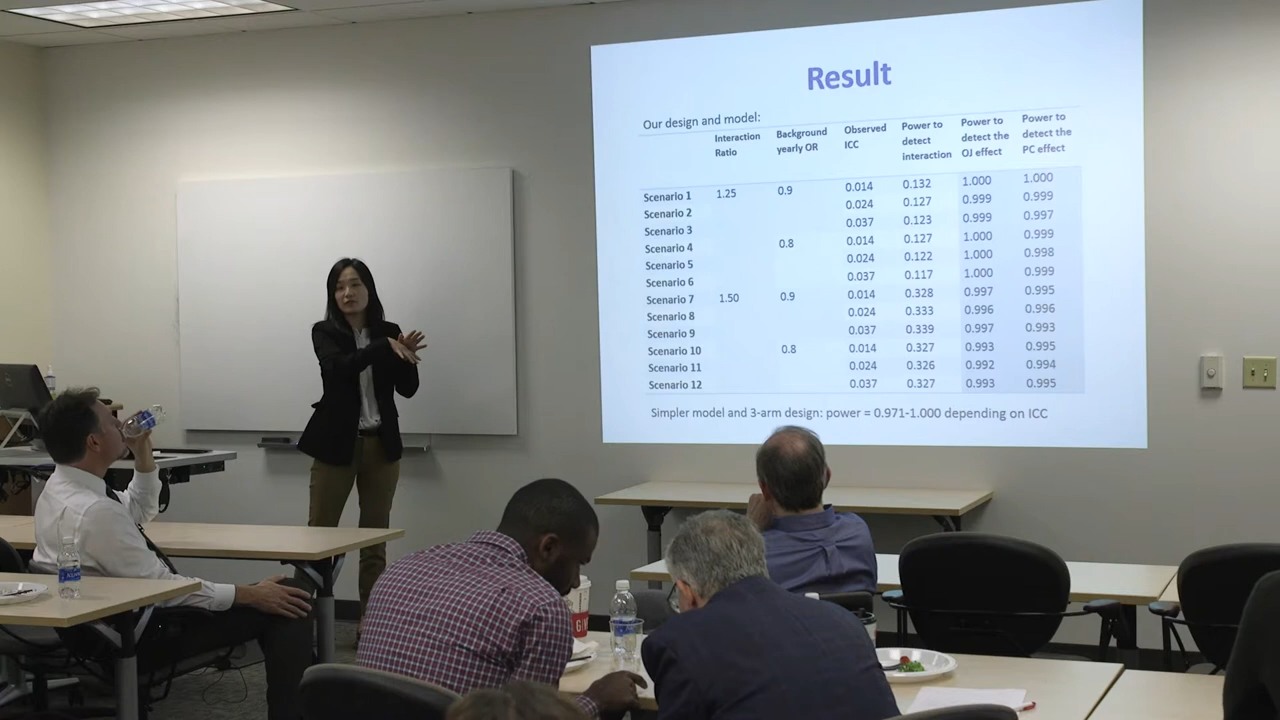 Result
Our design and model:
Interaction Ratio Background yearly OR Observed ICC Power to detect interaction Power to detect the OJ effect Power to detect the PC effect
Scenario 1 1.25 0.9 0.014 0.132 1.000 1.000
Scenario 2 0.024 0.127 0.999 0.999
Scenario 3 0.037 0.123 0.999 0.997
Scenario 4 0.8 0.014 0.127 1.000 0.999
Scenario 5 0.024 0.122 1.000 0.998
Scenario 6 0.037 0.117 1.000 0.999
Scenario 7 1.50 0.9 0.014 0.328 0.997 0.995
Scenario 8 0.024 0.333 0.996 0.996
Scenario 9 0.037 0.339 0.997 0.993
Scenario 10 0.8 0.014 0.327 0.993 0.995
Scenario 11 0.024 0.326 0.992 0.994
Scenario 12 0.037 0.327 0.993 0.995
Simpler model and 3-arm design: power = 0.971-1.000 depending on ICC